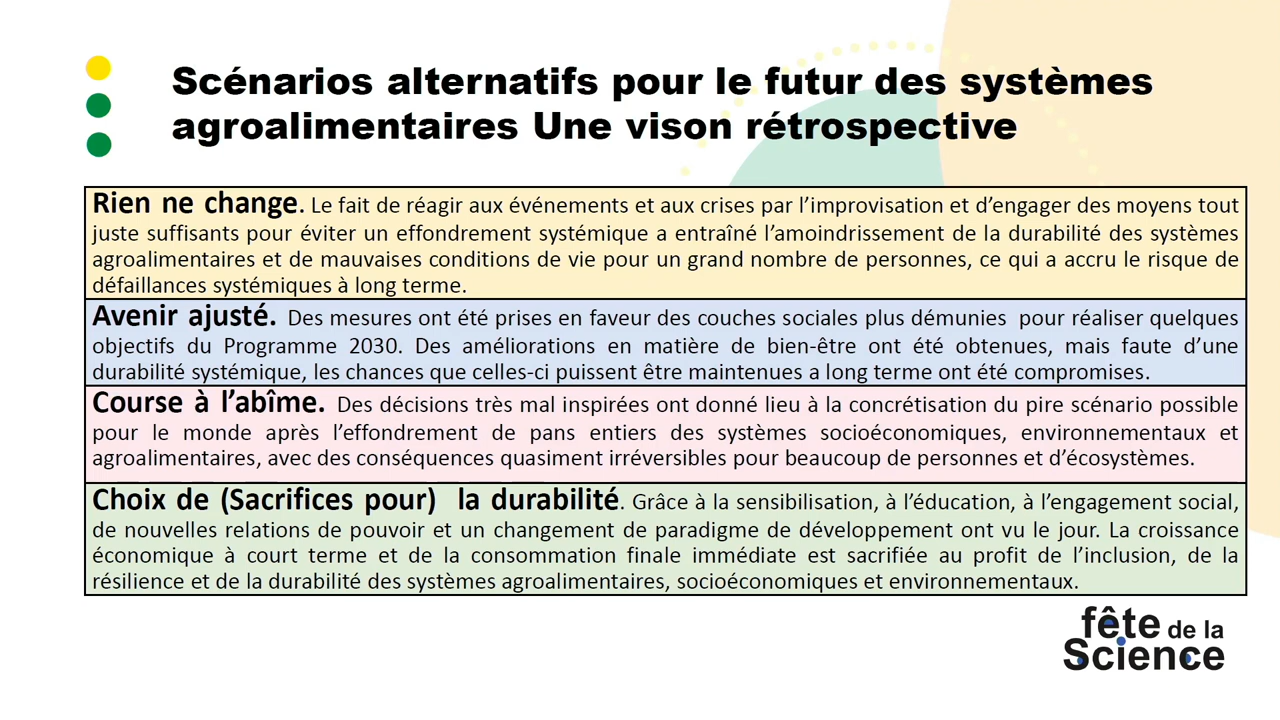 Scénarios alternatifs pour le futur des systèmes
agroalimentaires Une vison rétrospective
Rien ne change. Le fait de réagir aux événements et aux crises par l’improvisation et d’engager des moyens tout
juste suffisants pour éviter un effondrement systémique a entraîné l’amoindrissement de la durabilité des systèmes
agroalimentaires et de mauvaises conditions de vie pour un grand nombre de personnes, ce qui a accru le risque de
défaillances systémiques à long terme.
Avenir ajusté. Des mesures ont été prises en faveur des couches sociales plus démunies pour réaliser quelques
objectifs du Programme 2030. Des améliorations en matière de bien-être ont été obtenues, mais faute d’une
durabilité systémique, les chances que celles-ci puissent être maintenues a long terme ont été compromises.
Course à l’abîme. Des décisions très mal inspirées ont donné lieu à la concrétisation du pire scénario possible
pour le monde après l’effondrement de pans entiers des systèmes socioéconomiques, environnementaux et
agroalimentaires, avec des conséquences quasiment irréversibles pour beaucoup de personnes et d’écosystèmes.
Choix de (Sacrifices pour) la durabilité. Grâce à la sensibilisation, à l’éducation, à l’engagement social,
de nouvelles relations de pouvoir et un changement de paradigme de développement ont vu le jour. La croissance
économique à court terme et de la consommation finale immédiate est sacrifiée au profit de l’inclusion, de la
résilience et de la durabilité des systèmes agroalimentaires, socioéconomiques et environnementaux.
fête de la
Science